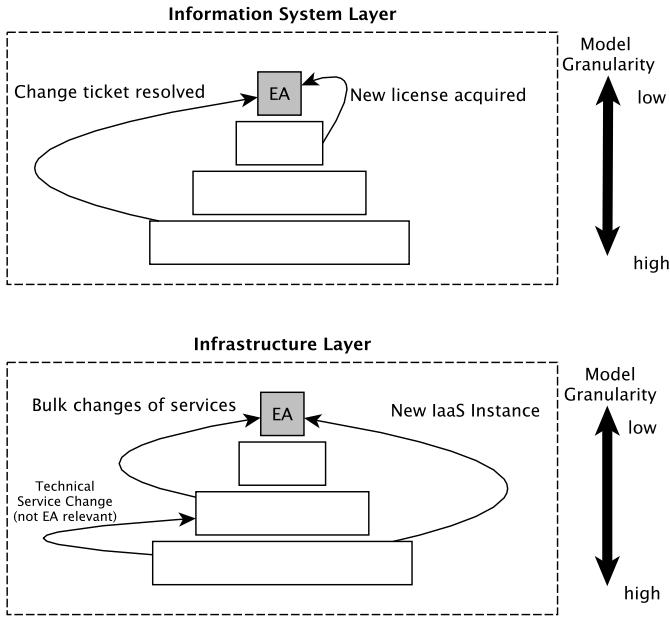 Information System Layer
Model
Granularity
EA
Change ticket resolved
New license acquired
low
high
Infrastructure Layer
Model
Granularity
Bulk changes of services
EA
New IaaS Instance
low
Technical
Service Change
(not EA relevant)
high